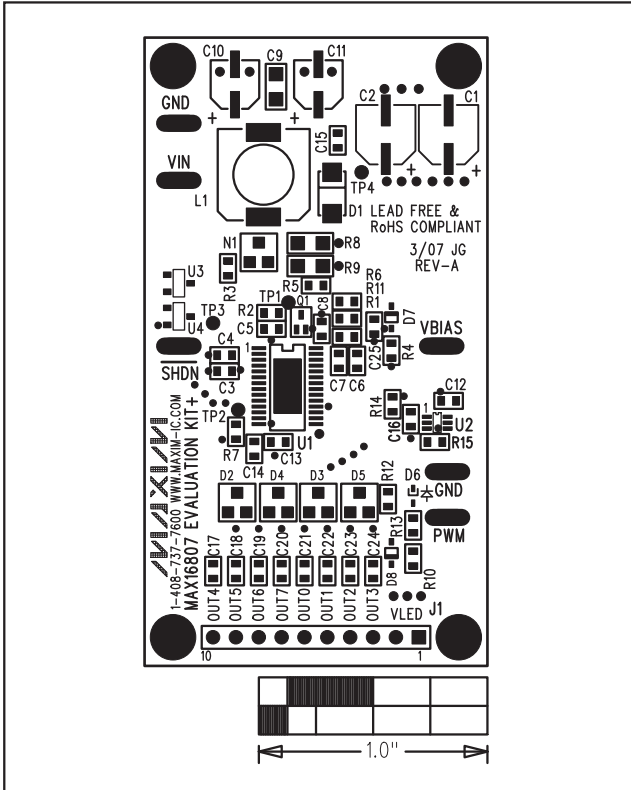 C10
C9
C11
GND
+
+
C2
C1
VIN
C15
L1
TP4
+
+
D1
LEAD FREE &
RoHS COMPLIANT
3/07 JG
REV-A
N1
R8
R9
U3
R3
R5
R6
R11
TP1
Q1
C8
R1
D7
TP3
R2
C5
U4
VBIAS
C4
1
C25
R4
SHDN
C3
C7
C6
TP2
R14
C12
C16
1
U2
R15
R7
C14
C13
U1
MAXIM
1-408-737-7600 WWW.MAXIM-IC.COM
MAX16807 EVALUATION KIT+
D2
D4
D3
D5
R12
D6
GND
R13
PWM
C17
C18
C19
C20
C21
C22
C23
C24
D8
R10
OUT4
OUT5
OUT6
OUT7
OUT0
OUT1
OUT2
OUT3
VLED
J1
10
1
1.0"